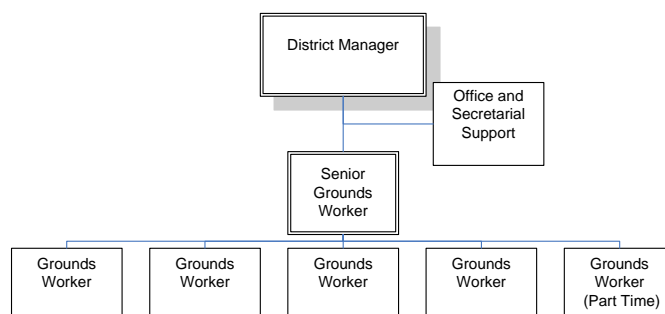 District Manager
Office and
Secretarial
Support
Senior
Grounds
Worker
Grounds
Worker
Grounds
Worker
Grounds
Worker
Grounds
Worker
Grounds
Worker
(Part Time)